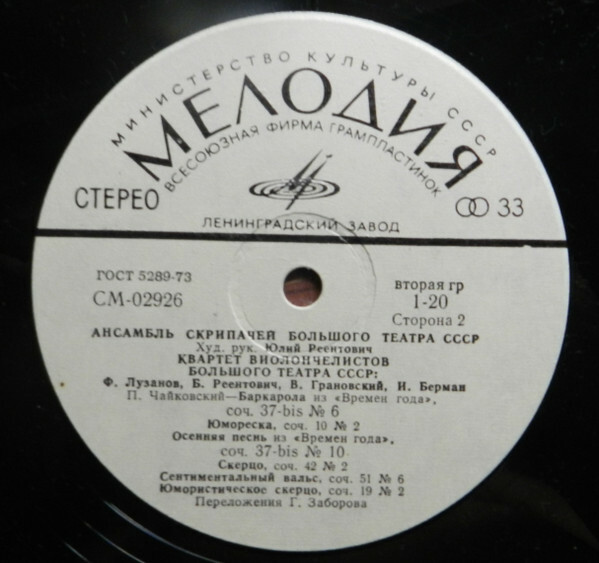 МИНИСТЕРСТВО КУЛЬТУРЫ СССР
МЕЛОДИЯ
ВСЕСОЮЗНАЯ ФИРМА ГРАМПЛАСТИНОК
СТЕРЕО
33
ЛЕНИНГРАДСКИЙ ЗАВОД
ГОСТ 5289-73
вторая гр
СМ-02926
1-20
Сторона 2
АНСАМБЛЬ СКРИПАЧЕЙ БОЛЬШОГО ТЕАТРА СССР
Худ. рук. Юлий Реентович
КВАРТЕТ ВИОЛОНЧЕЛИСТОВ
БОЛЬШОГО ТЕАТРА СССР:
Ф. Лузанов, Б. Реентович, В. Грановский, И. Берман
П. Чайковский—Баркарола из «Времен года»,
соч. 37-bis № 6
Юмореска, соч. 10 № 2
Осенняя песнь из «Времен года»,
соч. 37-bis № 10
Скерцо, соч. 42 № 2
Сентиментальный вальс, соч. 51 № 6
Юмористическое скерцо, соч. 19 № 2
Переложения Г. Заборова